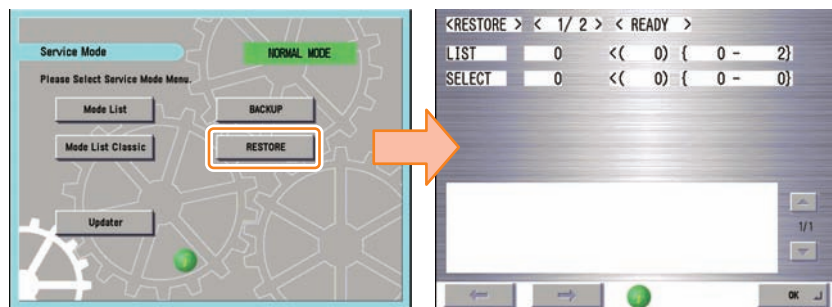 Service Mode
NORMAL MODE
Please Select Service Mode Menu.
Mode List
BACKUP
Mode List Classic
RESTORE
Updater
<RESTORE > < 1/ 2 > < READY >
LIST 0 <( 0) { 0 - 2}
SELECT 0 <( 0) { 0 - 0}
1/1
OK